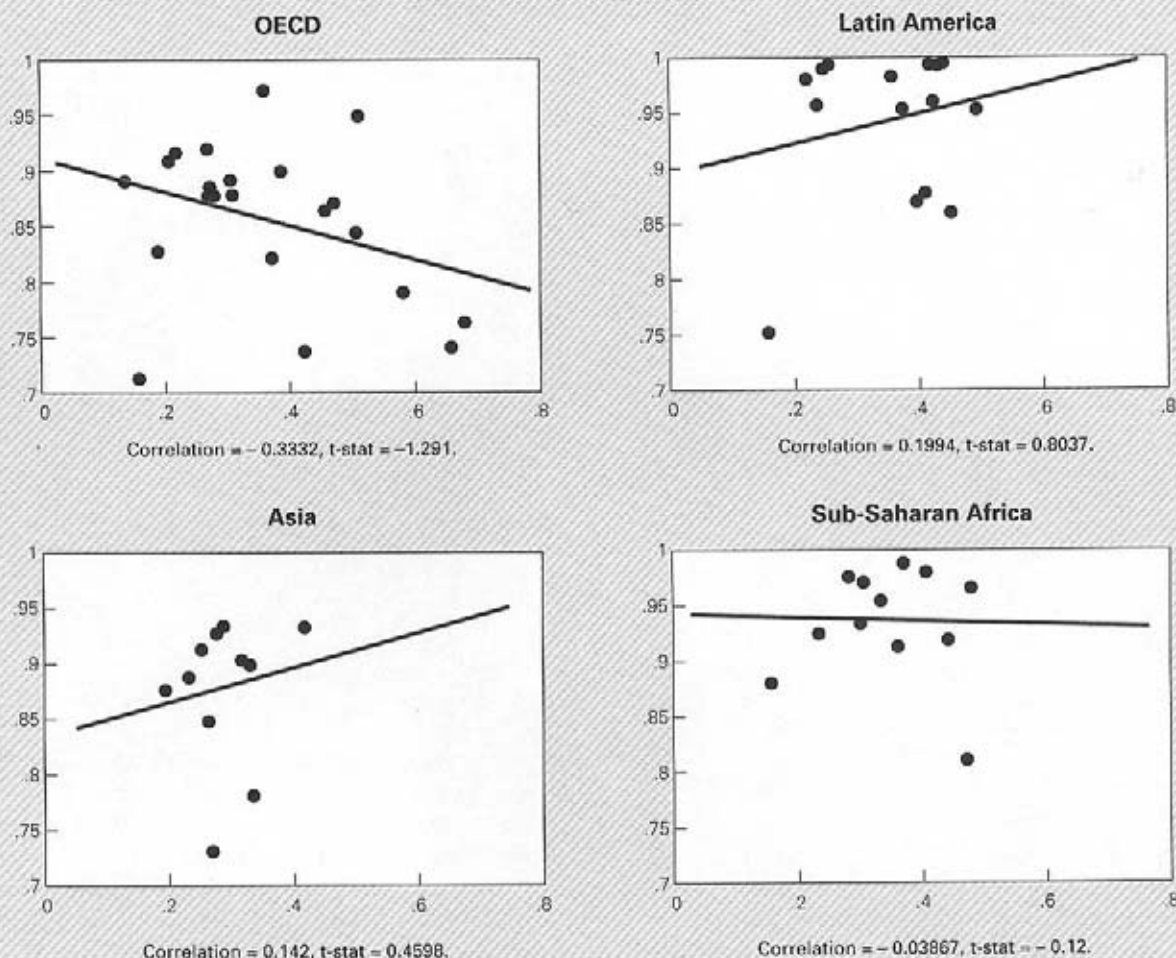 OECD
1
.95
.9
.85
.8
.75
.7
0 .2 .4 .6 .8
Correlation = – 0.3332, t-stat = –1.291.
Latin America
1
.95
.9
.85
.8
.75
.7
0 .2 .4 .6 .8
Correlation = 0.1994, t-stat = 0.8037.
Asia
1
.95
.9
.85
.8
.75
.7
0 .2 .4 .6 .8
Correlation = 0.142, t-stat = 0.4598.
Sub-Saharan Africa
1
.95
.9
.85
.8
.75
.7
0 .2 .4 .6 .8
Correlation = – 0.03867, t-stat = – 0.12.